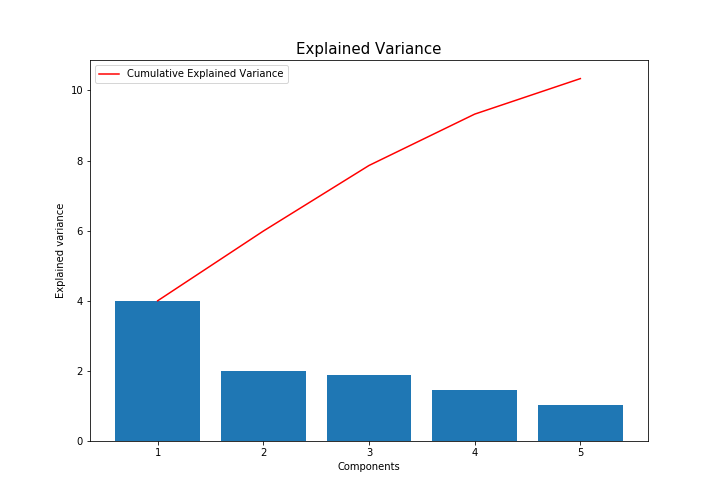 Explained Variance
Cumulative Explained Variance
10
8
6
4
2
0
Explained variance
1 2 3 4 5
Components